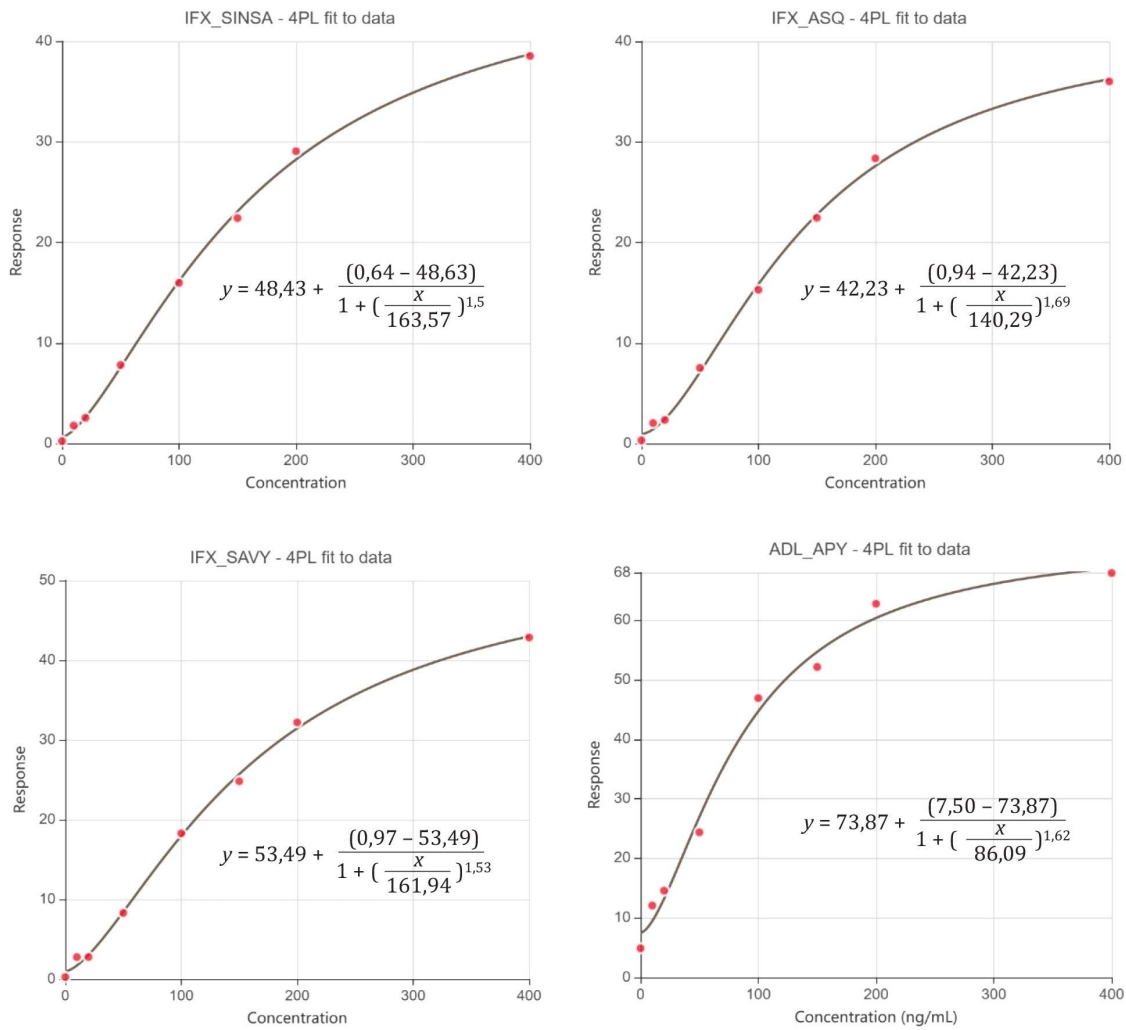 IFX_SINSA - 4PL fit to data
40
30
20
10
0
0 100 200 300 400
Response
Concentration
y = 48,43 + (0,64 – 48,63)
1 + ( x
163,57 )1,5
IFX_ASQ - 4PL fit to data
40
30
20
10
0
0 100 200 300 400
Response
Concentration
y = 42,23 + (0,94 – 42,23)
1 + ( x
140,29 )1,69
IFX_SAVY - 4PL fit to data
50
40
30
20
10
0
0 100 200 300 400
Response
Concentration
y = 53,49 + (0,97 – 53,49)
1 + ( x
161,94 )1,53
ADL_APY - 4PL fit to data
68
60
50
40
30
20
10
0
0 100 200 300 400
Response
Concentration (ng/mL)
y = 73,87 + (7,50 – 73,87)
1 + ( x
86,09 )1,62